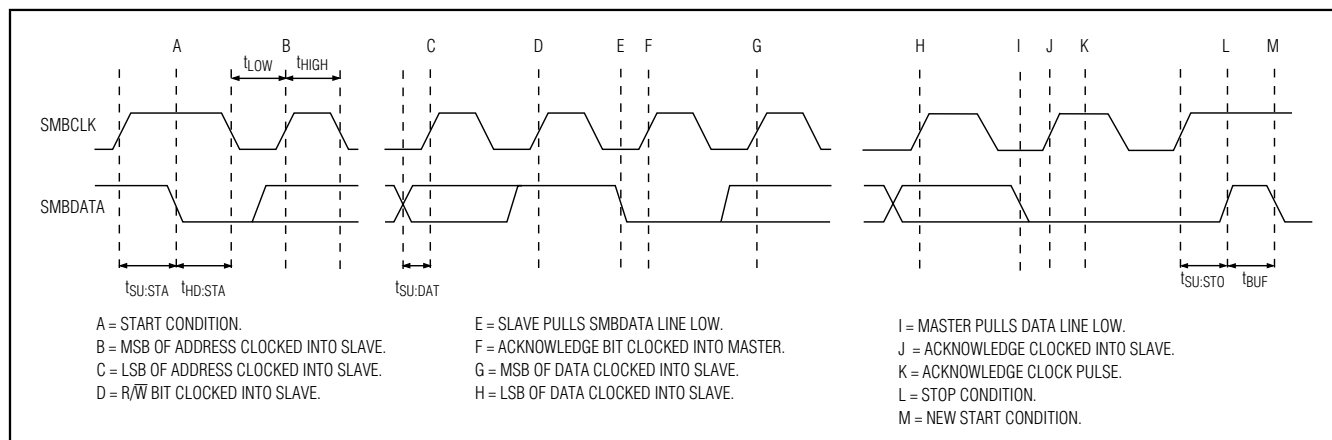 A B C D E F G H I J K L M
tLOW tHIGH
SMBCLK
SMBDATA
tSU:STA tHD:STA tSU:DAT tSU:STO tBUF
A = START CONDITION.
B = MSB OF ADDRESS CLOCKED INTO SLAVE.
C = LSB OF ADDRESS CLOCKED INTO SLAVE.
D = R/W̅ BIT CLOCKED INTO SLAVE.
E = SLAVE PULLS SMBDATA LINE LOW.
F = ACKNOWLEDGE BIT CLOCKED INTO MASTER.
G = MSB OF DATA CLOCKED INTO SLAVE.
H = LSB OF DATA CLOCKED INTO SLAVE.
I = MASTER PULLS DATA LINE LOW.
J = ACKNOWLEDGE CLOCKED INTO SLAVE.
K = ACKNOWLEDGE CLOCK PULSE.
L = STOP CONDITION.
M = NEW START CONDITION.